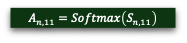 A_{n,11} = Softmax(S_{n,11})